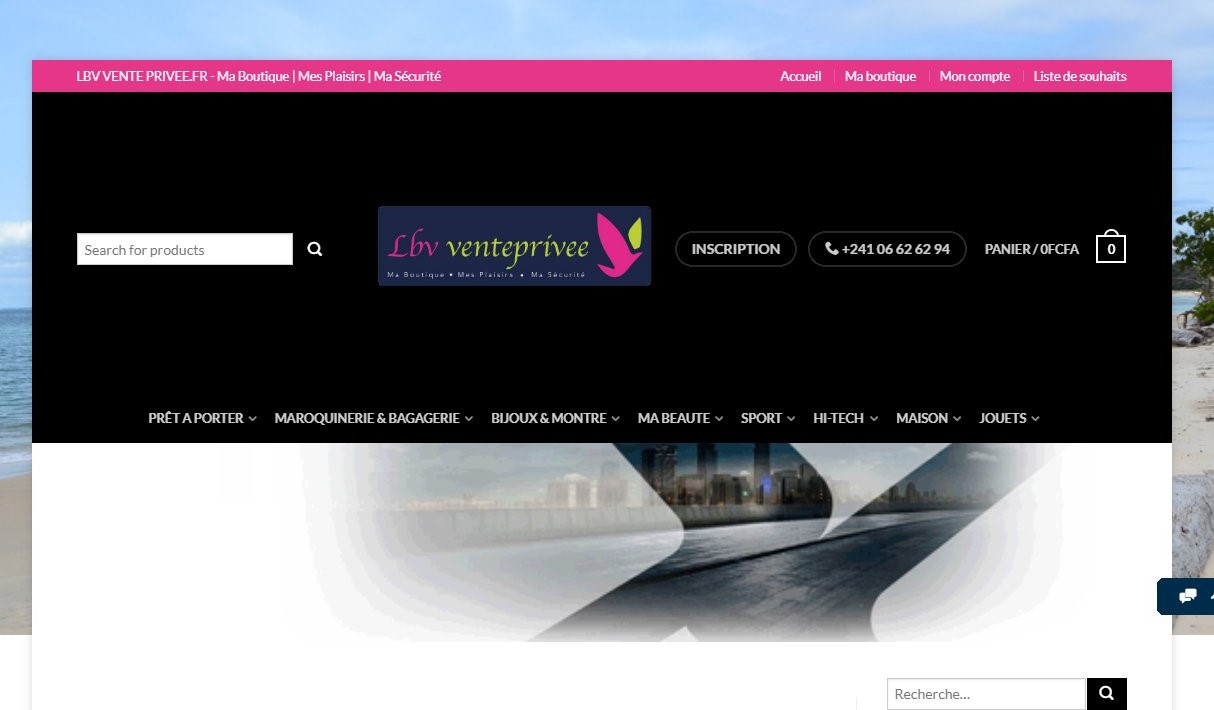 LBV VENTE PRIVEE.FR - Ma Boutique | Mes Plaisirs | Ma Sécurité
Accueil
Ma boutique
Mon compte
Liste de souhaits
Search for products
Lbv venteprivee
Ma Boutique • Mes Plaisirs • Ma Sécurité
INSCRIPTION
+241 06 62 62 94
PANIER / 0FCFA
0
PRÊT A PORTER
MAROQUINERIE & BAGAGERIE
BIJOUX & MONTRE
MA BEAUTE
SPORT
HI-TECH
MAISON
JOUETS
Recherche...